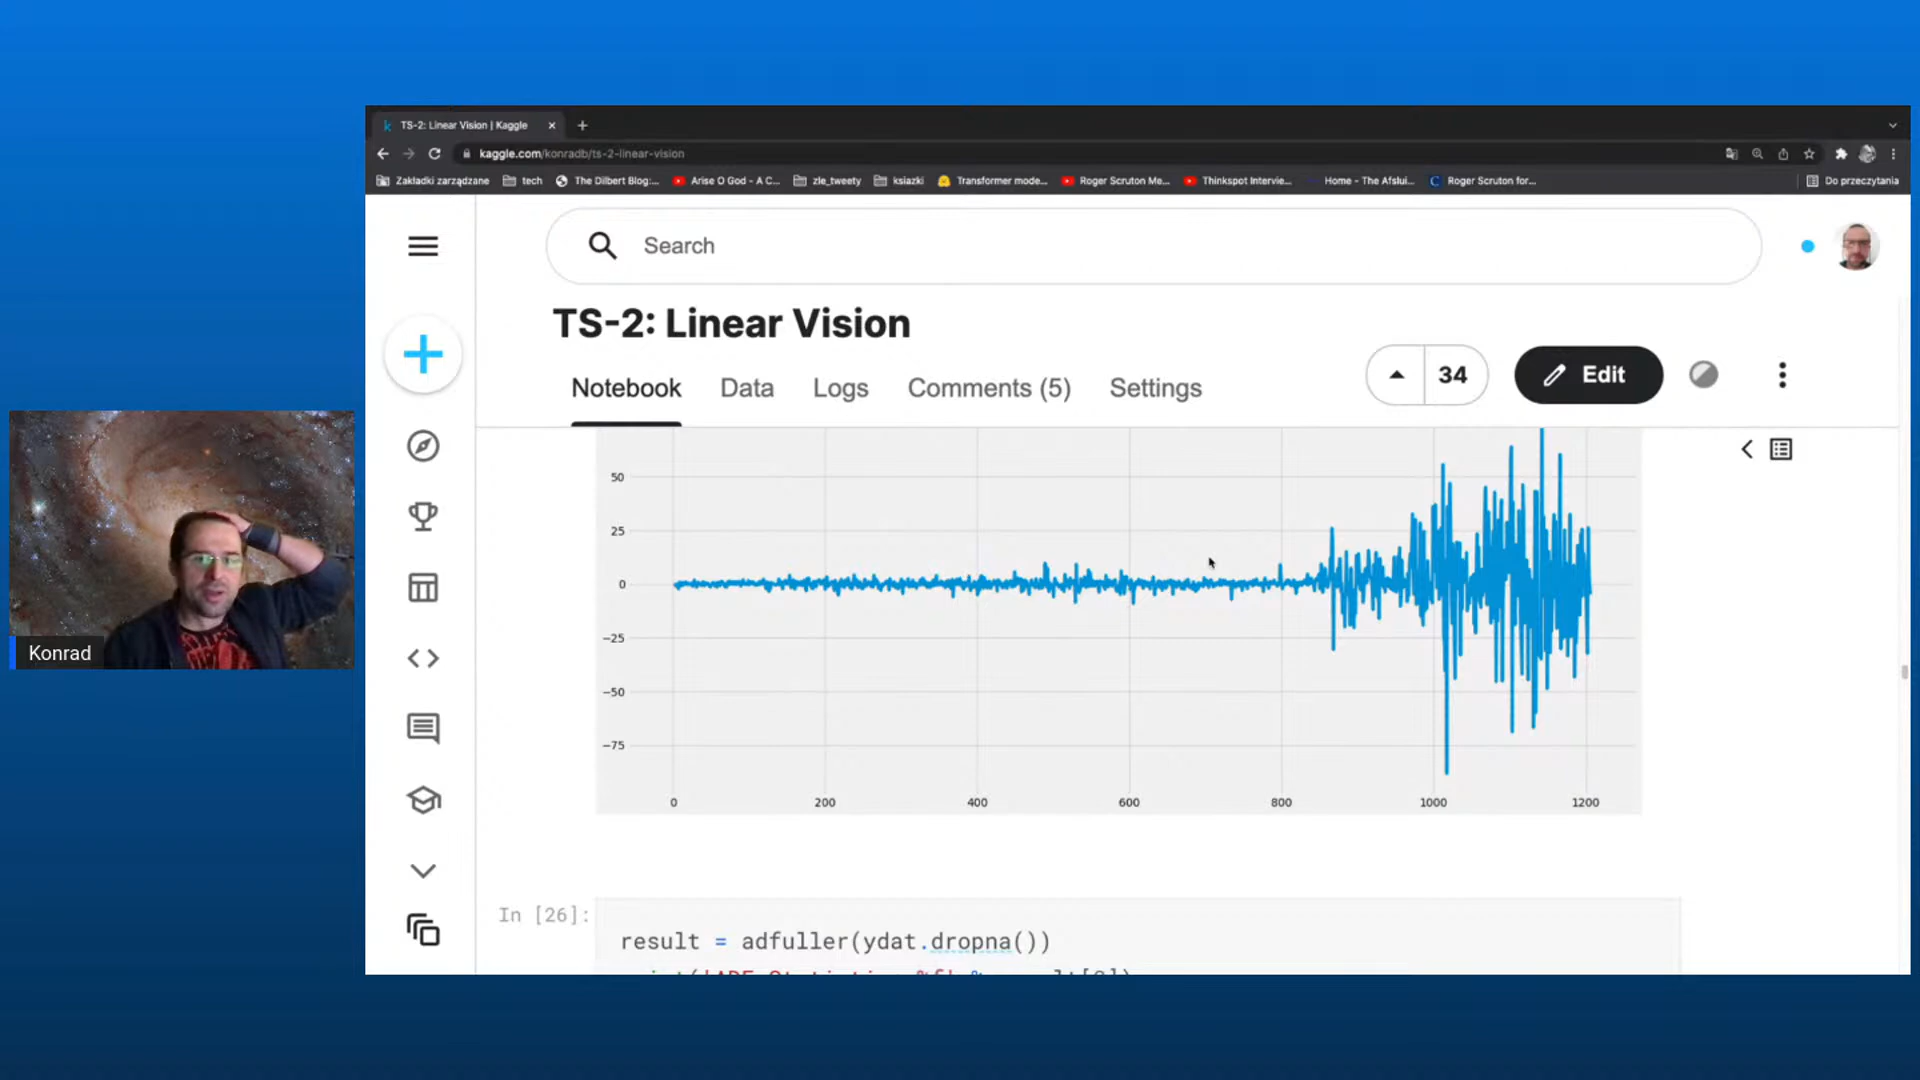 TS-2: Linear Vision | Kaggle
kaggle.com/konradb/ts-2-linear-vision
Zakładki zarządzane tech The Dilbert Blog:... Arise O God - A C... zle_tweety ksiazki Transformer mode... Roger Scruton Me... Thinkspot Intervie... Home - The Afslui... Roger Scruton for... Do przeczytania
Search
TS-2: Linear Vision
Notebook Data Logs Comments (5) Settings
34
Edit
50
25
0
−25
−50
−75
0 200 400 600 800 1000 1200
Konrad
In [26]:
result = adfuller(ydat.dropna())